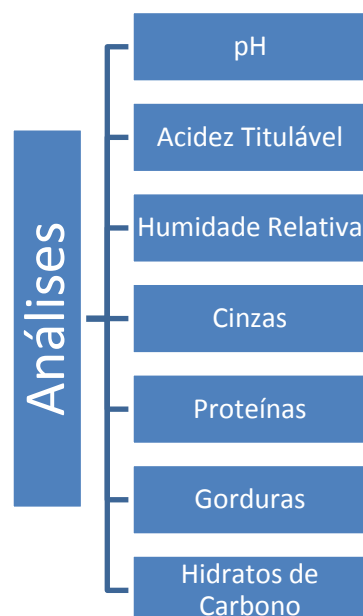 Análises
pH
Acidez Titulável
Humidade Relativa
Cinzas
Proteínas
Gorduras
Hidratos de
Carbono